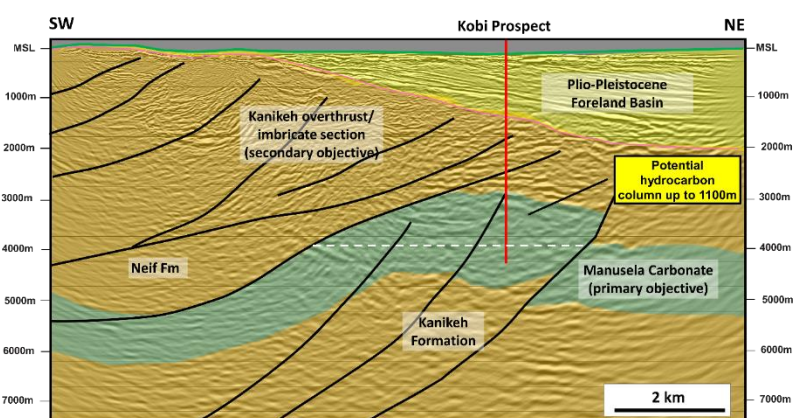 SW
Kobi Prospect
NE
MSL
MSL
Plio-Pleistocene
Foreland Basin
1000m
1000m
Kanikeh overthrust/
imbricate section
(secondary objective)
2000m
2000m
Potential
hydrocarbon
column up to 1100m
3000m
3000m
4000m
4000m
Neif Fm
Manusela Carbonate
(primary objective)
5000m
5000m
Kanikeh
Formation
6000m
6000m
2 km
7000m
7000m